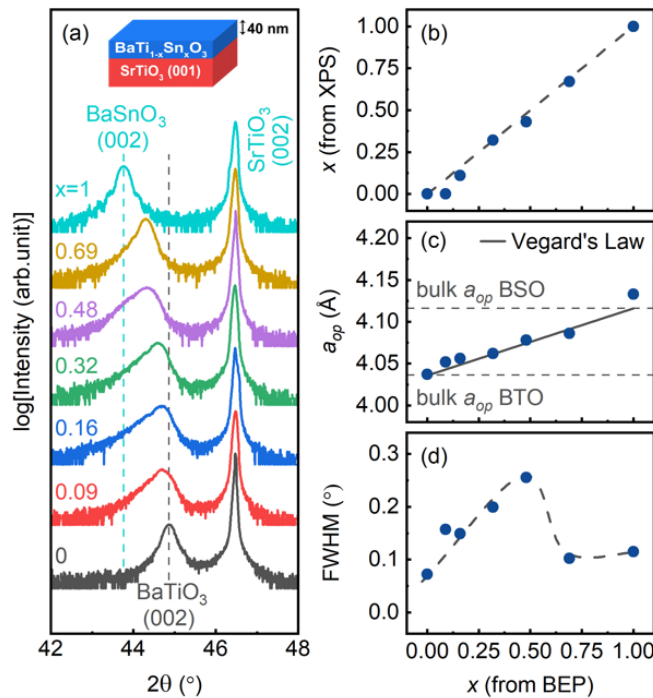 (a)
40 nm
BaTi₁₋ₓSnₓO₃
SrTiO₃ (001)
BaSnO₃
(002)
SrTiO₃
(002)
x=1
0.69
0.48
0.32
0.16
0.09
0
BaTiO₃
(002)
log[Intensity (arb.unit)]
42 44 46 48
2θ (°)
(b)
1.00
0.75
0.50
0.25
0.00
x (from XPS)
(c)
Vegard's Law
4.20
4.15
4.10
4.05
4.00
bulk aₒₚ BSO
bulk aₒₚ BTO
aₒₚ (Å)
(d)
0.3
0.2
0.1
0.0
FWHM (°)
0.00 0.25 0.50 0.75 1.00
x (from BEP)